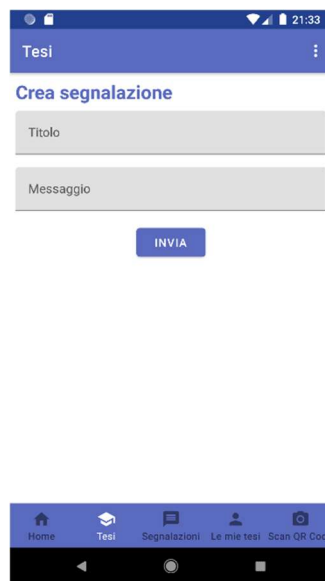 21:33
Tesi
Crea segnalazione
Titolo
Messaggio
INVIA
Home Tesi Segnalazioni Le mie tesi Scan QR Cod